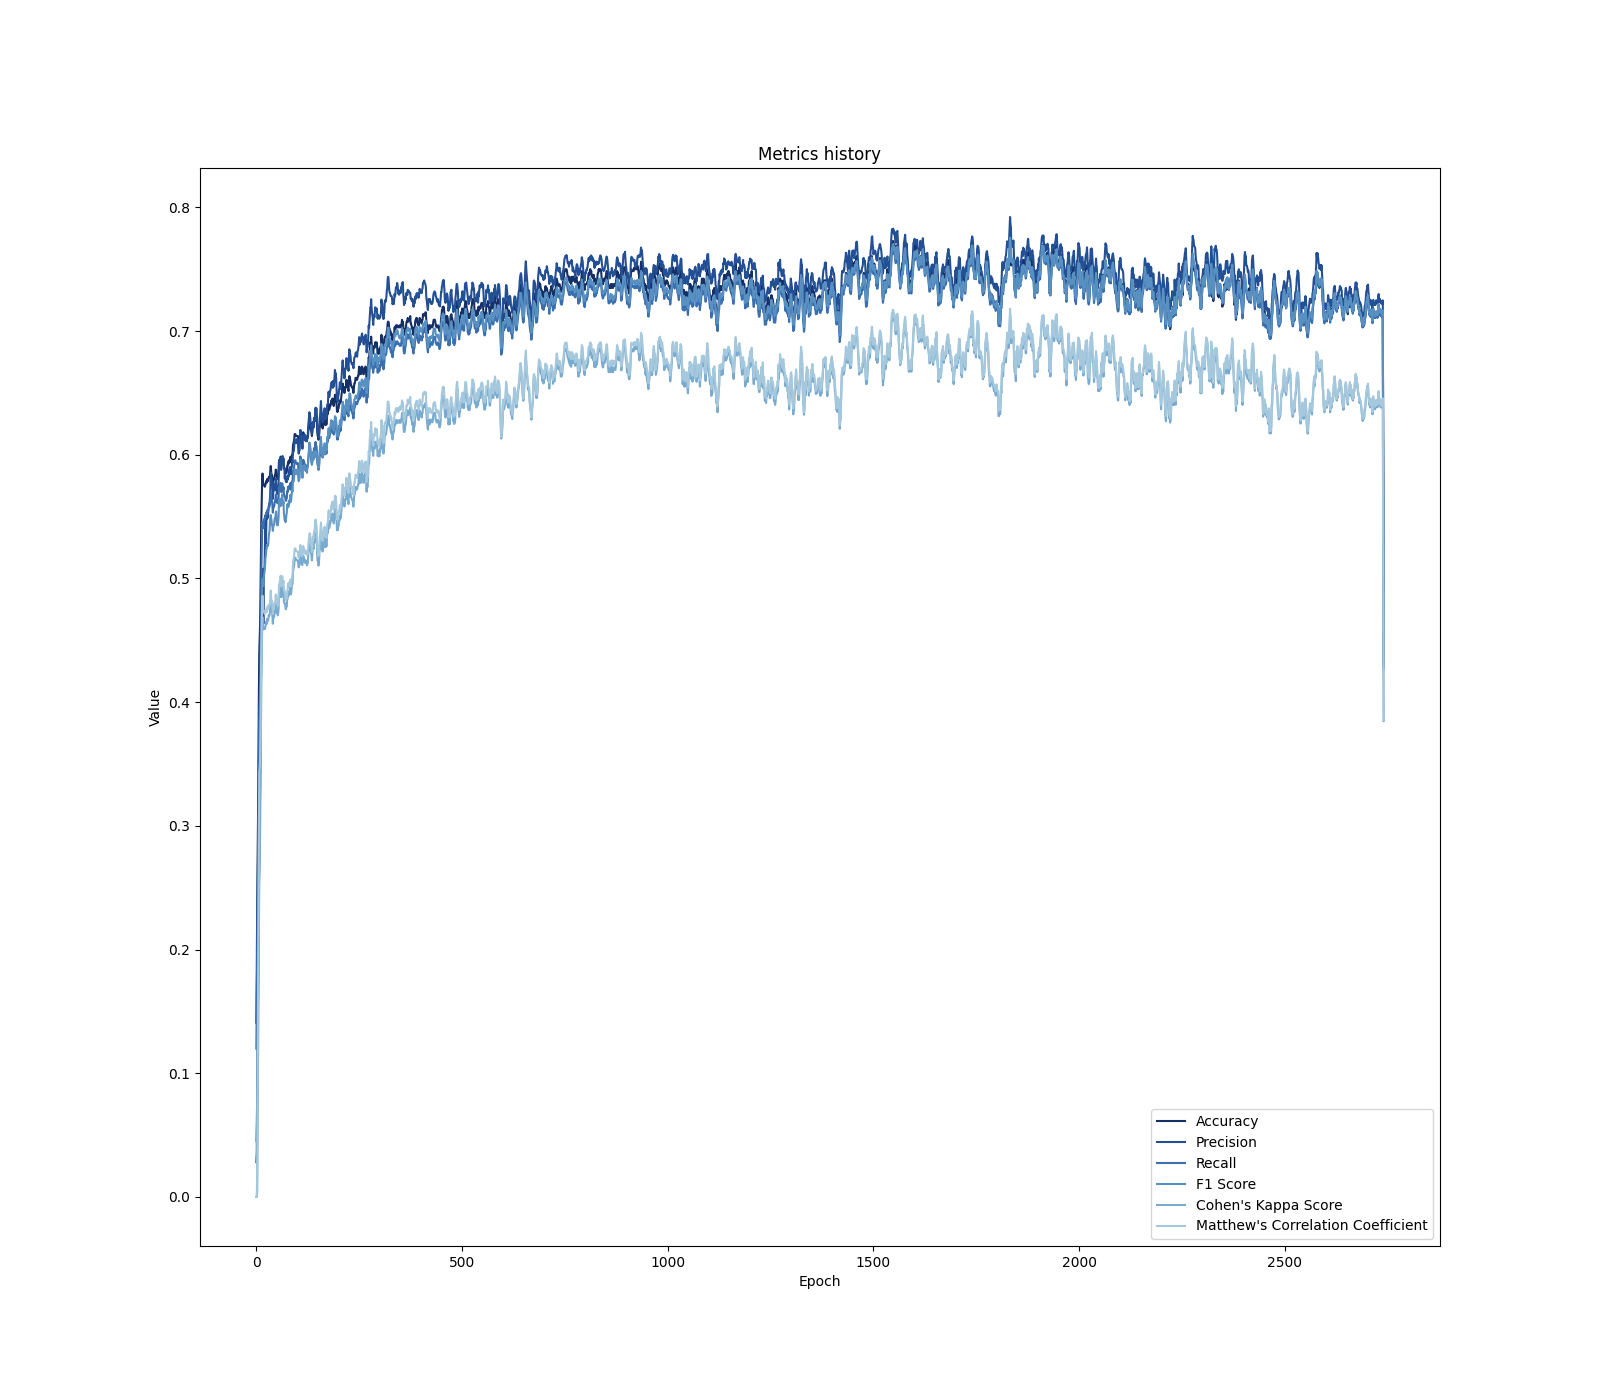 Metrics history
0.8
0.7
0.6
0.5
0.4
0.3
0.2
0.1
0.0
Value
0
500
1000
1500
2000
2500
Epoch
Accuracy
Precision
Recall
F1 Score
Cohen's Kappa Score
Matthew's Correlation Coefficient